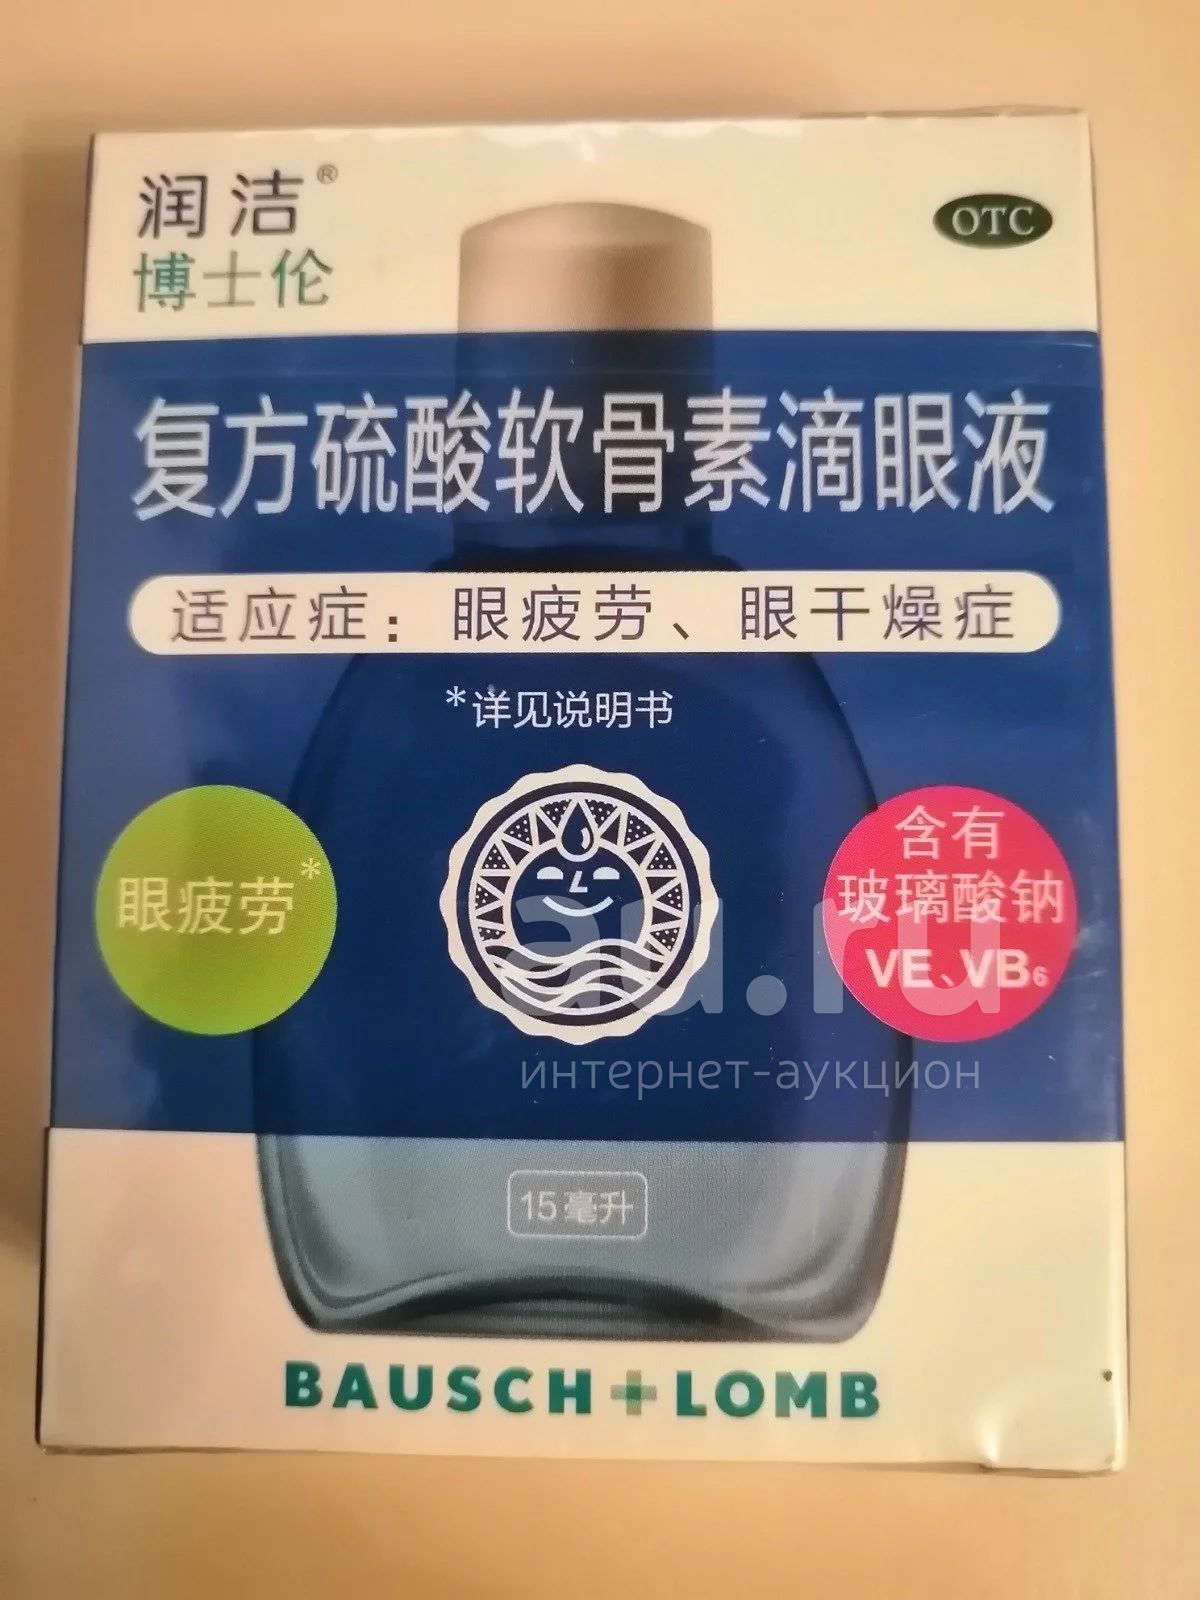 润洁®
博士伦
OTC
复方硫酸软骨素滴眼液
适应症：眼疲劳、眼干燥症
*详见说明书
眼疲劳*
含有
玻璃酸钠
VE、VB6
au.ru
интернет-аукцион
15毫升
BAUSCH+LOMB